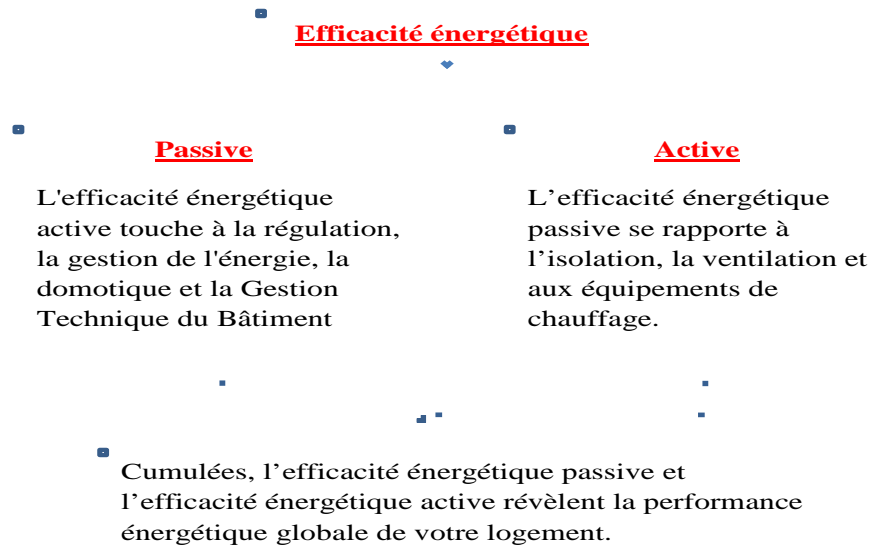 Efficacité énergétique
Passive
L'efficacité énergétique
active touche à la régulation,
la gestion de l'énergie, la
domotique et la Gestion
Technique du Bâtiment
Active
L’efficacité énergétique
passive se rapporte à
l’isolation, la ventilation et
aux équipements de
chauffage.
Cumulées, l’efficacité énergétique passive et
l’efficacité énergétique active révèlent la performance
énergétique globale de votre logement.